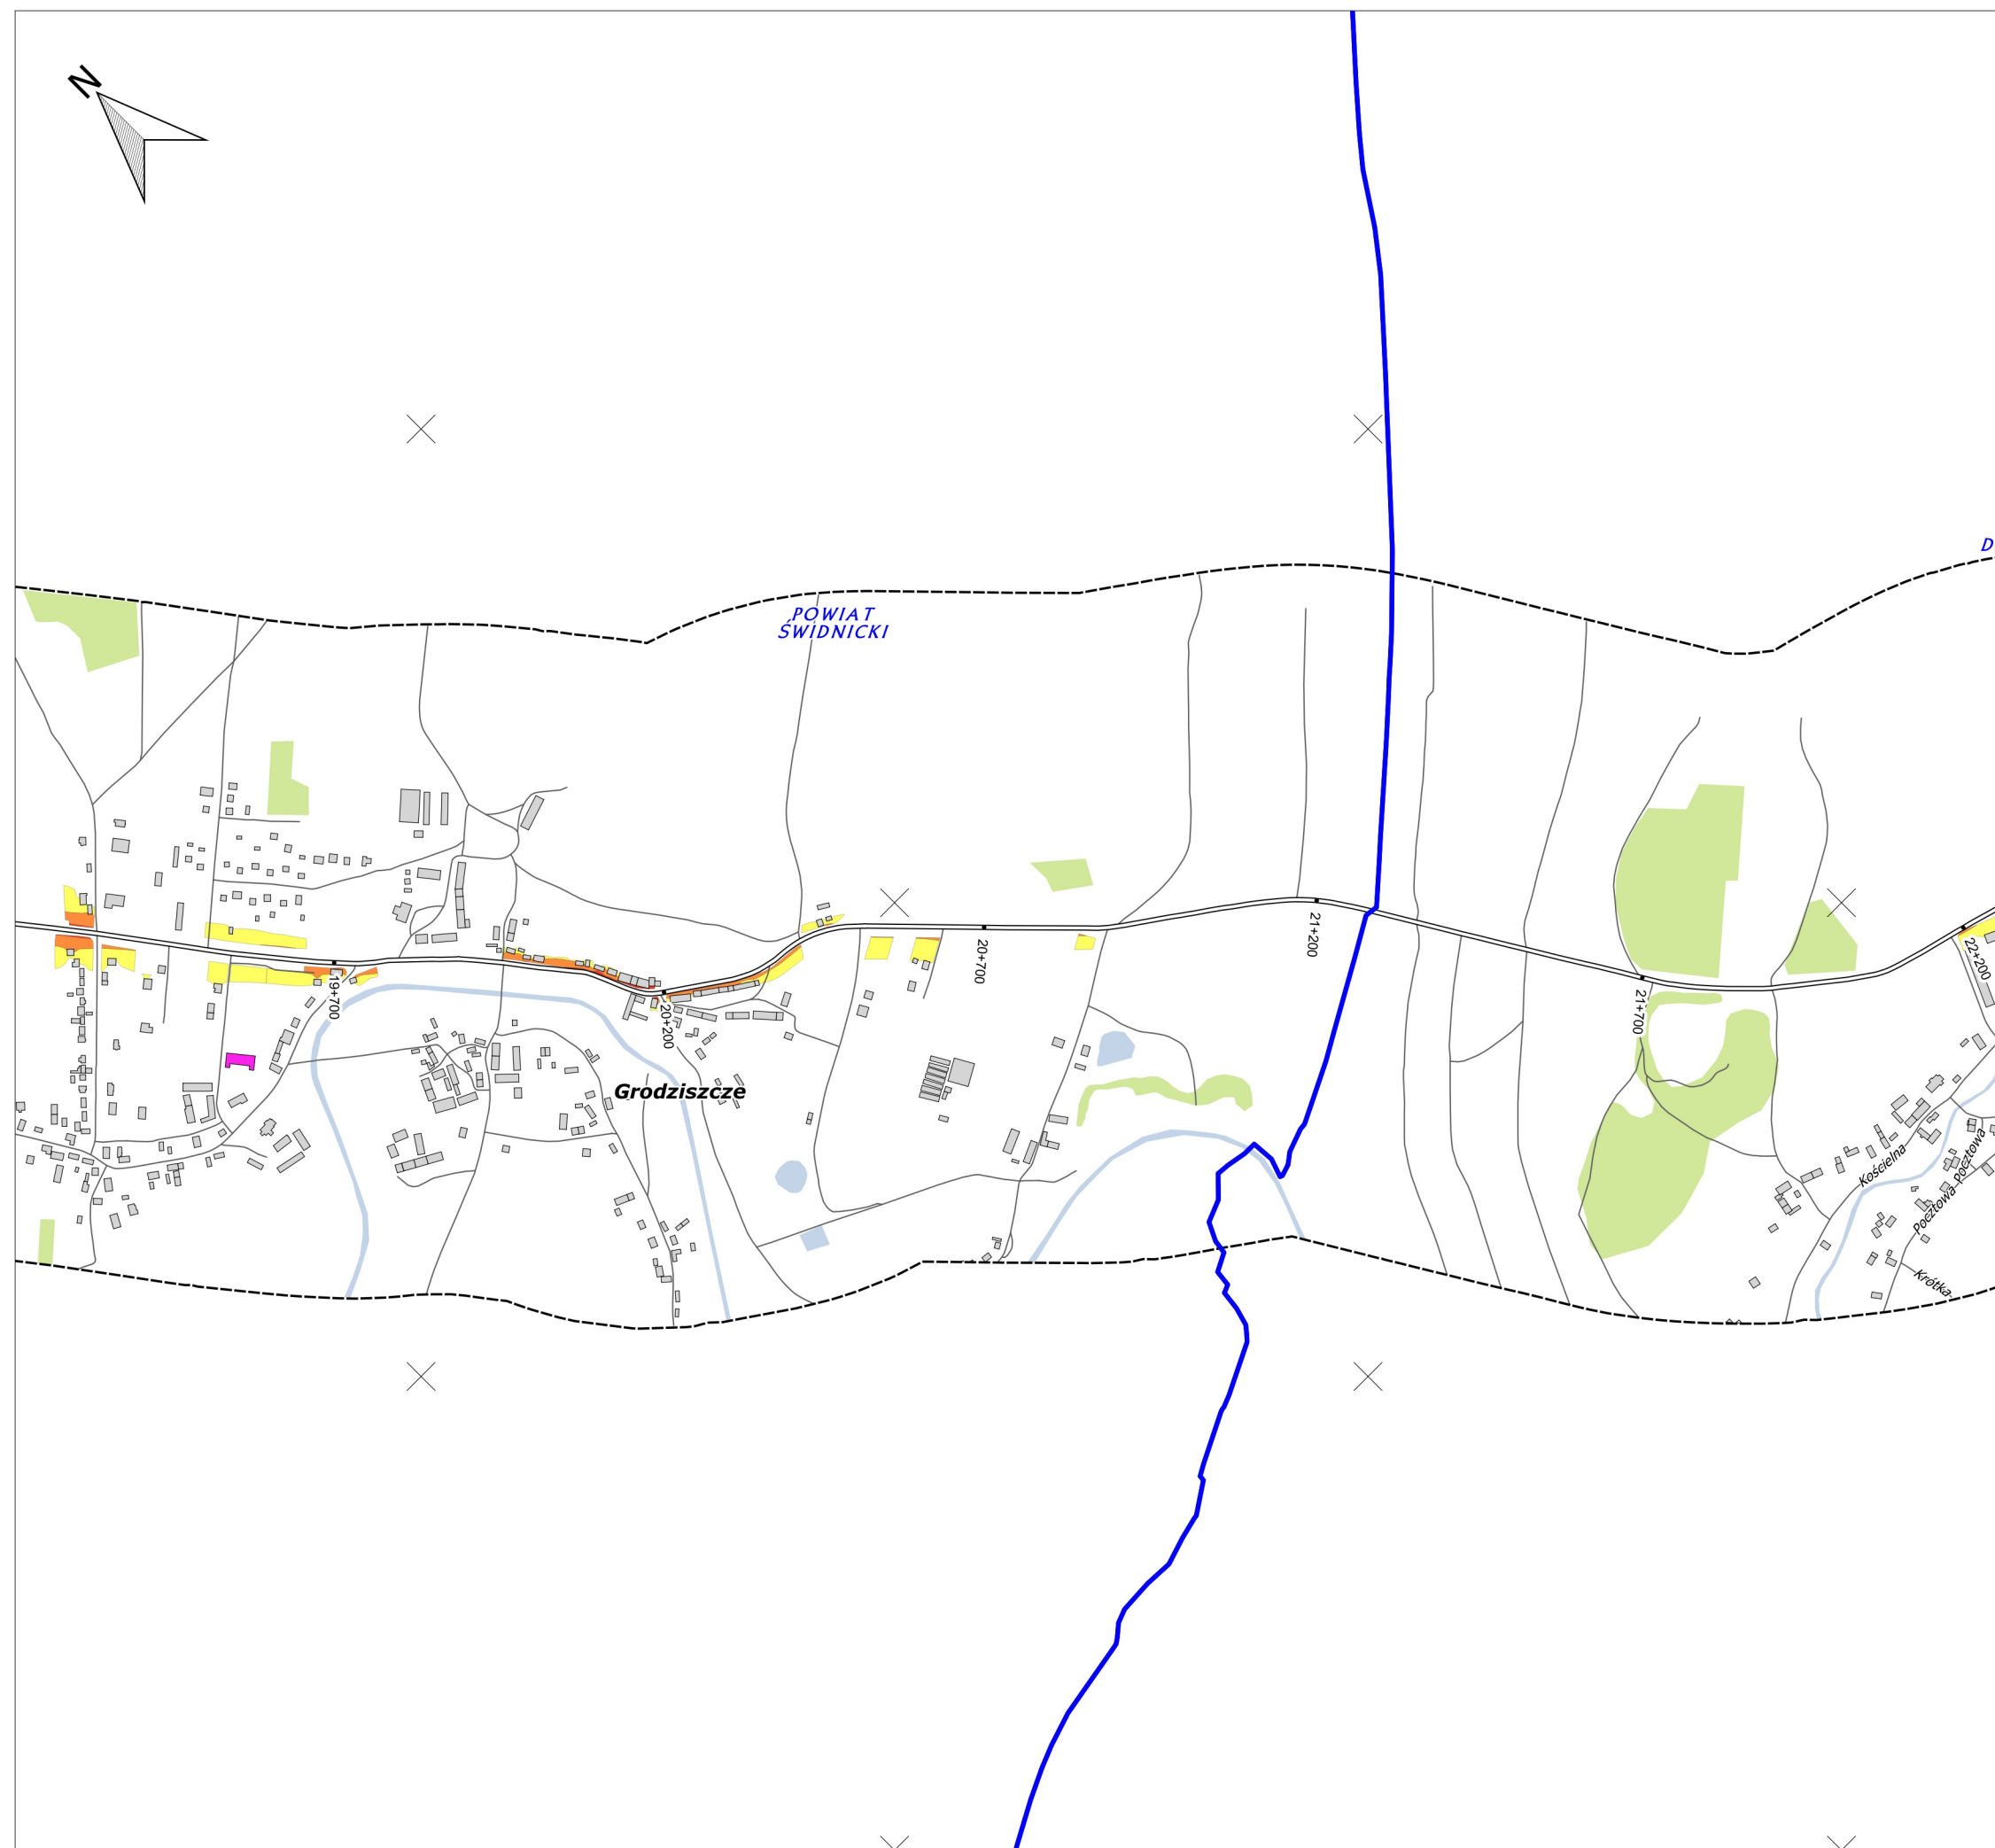 N
D
POWIAT
ŚWIDNICKI
21+200
20+700
22+200
19+700
20+200
21+700
Grodziszcze
Kościelna
Pocztowa
Pocztowa
Krótka